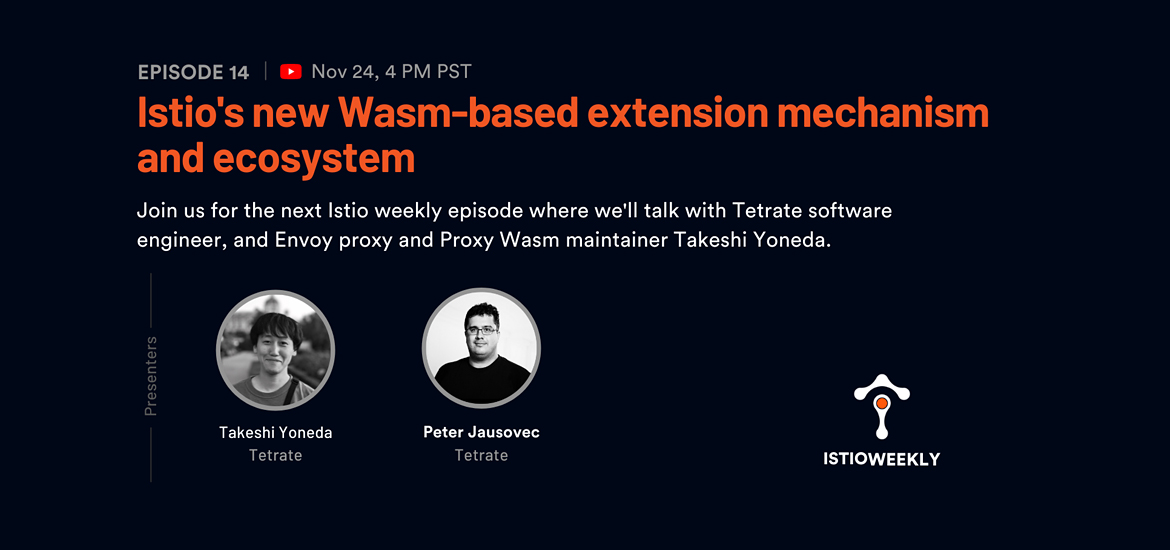 EPISODE 14 | Nov 24, 4 PM PST
Istio's new Wasm-based extension mechanism
and ecosystem
Join us for the next Istio weekly episode where we'll talk with Tetrate software
engineer, and Envoy proxy and Proxy Wasm maintainer Takeshi Yoneda.
Presenters
Takeshi Yoneda
Tetrate
Peter Jausovec
Tetrate
ISTIOWEEKLY